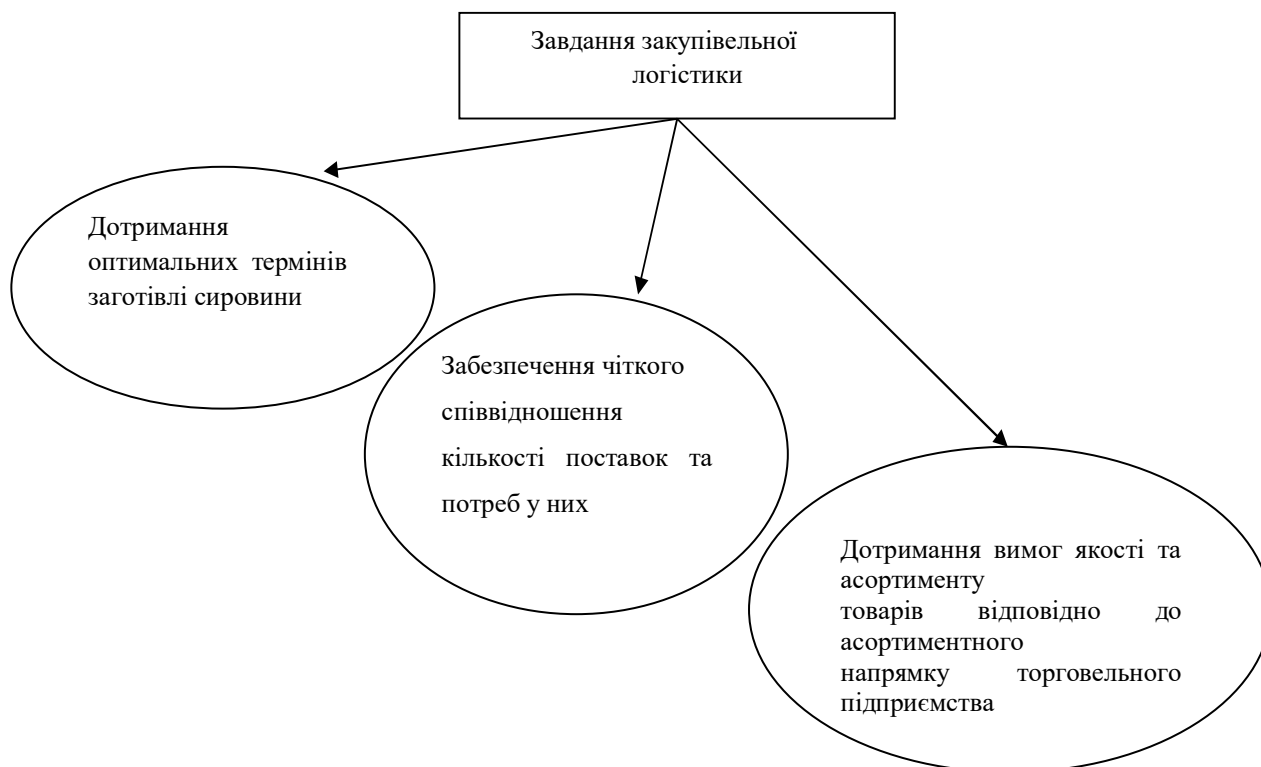 Завдання закупівельної
логістики
Дотримання
оптимальних термінів
заготівлі сировини
Забезпечення чіткого
співвідношення
кількості поставок та
потреб у них
Дотримання вимог якості та
асортименту
товарів відповідно до
асортиментного
напрямку торговельного
підприємства